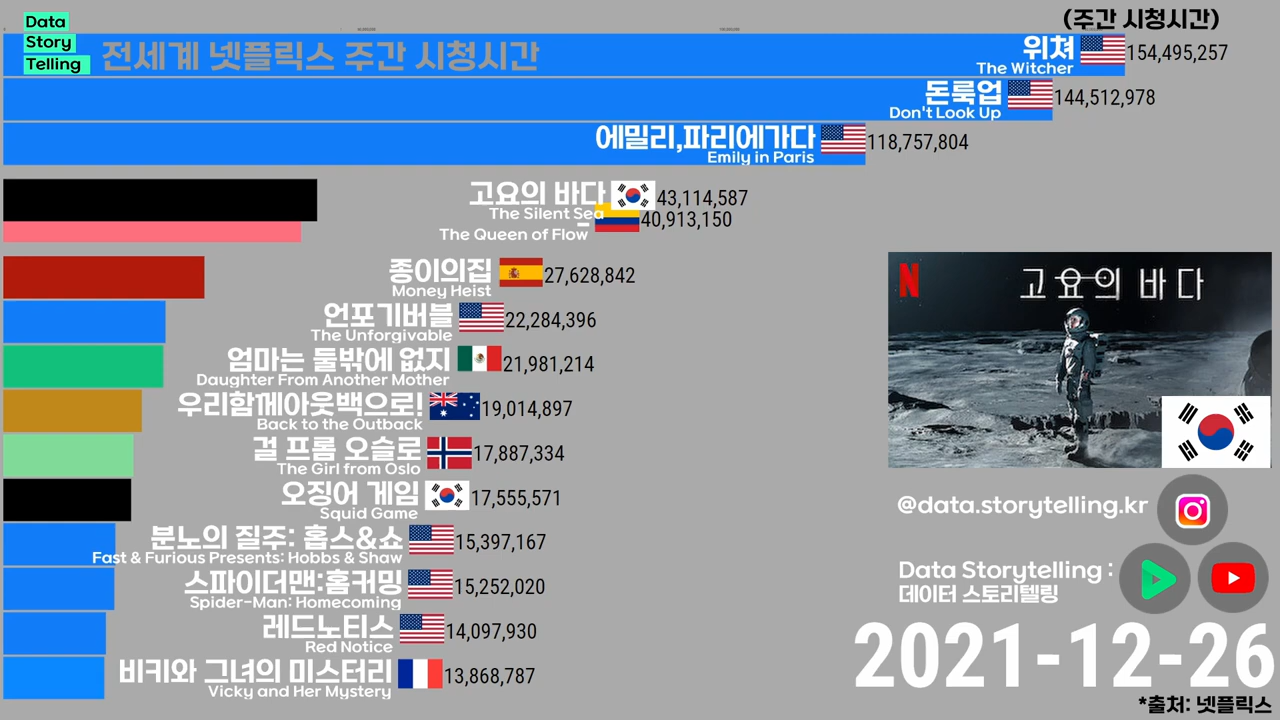 (주간 시청시간)
Data
Story
Telling
전세계 넷플릭스 주간 시청시간
위쳐
The Witcher
154,495,257
돈룩업
Don't Look Up
144,512,978
에밀리,파리에가다
Emily in Paris
118,757,804
고요의 바다
The Silent Sea
43,114,587
The Queen of Flow
40,913,150
종이의집
Money Heist
27,628,842
언포기버블
The Unforgivable
22,284,396
엄마는 둘밖에 없지
Daughter From Another Mother
21,981,214
우리함께아웃백으로!
Back to the Outback
19,014,897
걸 프롬 오슬로
The Girl from Oslo
17,887,334
오징어 게임
Squid Game
17,555,571
분노의 질주: 홉스&쇼
Fast & Furious Presents: Hobbs & Shaw
15,397,167
스파이더맨:홈커밍
Spider-Man: Homecoming
15,252,020
레드노티스
Red Notice
14,097,930
비키와 그녀의 미스터리
Vicky and Her Mystery
13,868,787
N
고요의 바다
@data.storytelling.kr
Data Storytelling :
데이터 스토리텔링
2021-12-26
*출처: 넷플릭스